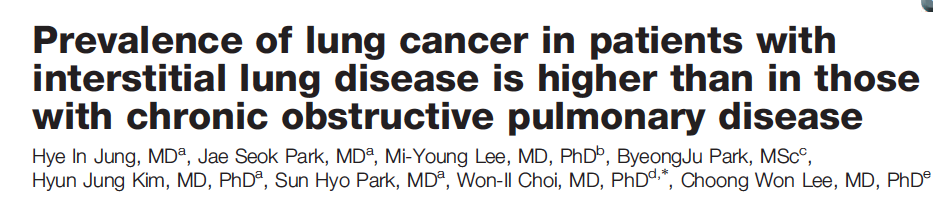 Prevalence of lung cancer in patients with
interstitial lung disease is higher than in those
with chronic obstructive pulmonary disease
Hye In Jung, MDᵃ, Jae Seok Park, MDᵃ, Mi-Young Lee, MD, PhDᵇ, ByeongJu Park, MScᶜ,
Hyun Jung Kim, MD, PhDᵃ, Sun Hyo Park, MDᵃ, Won-Il Choi, MD, PhDᵈ,*, Choong Won Lee, MD, PhDᵉ